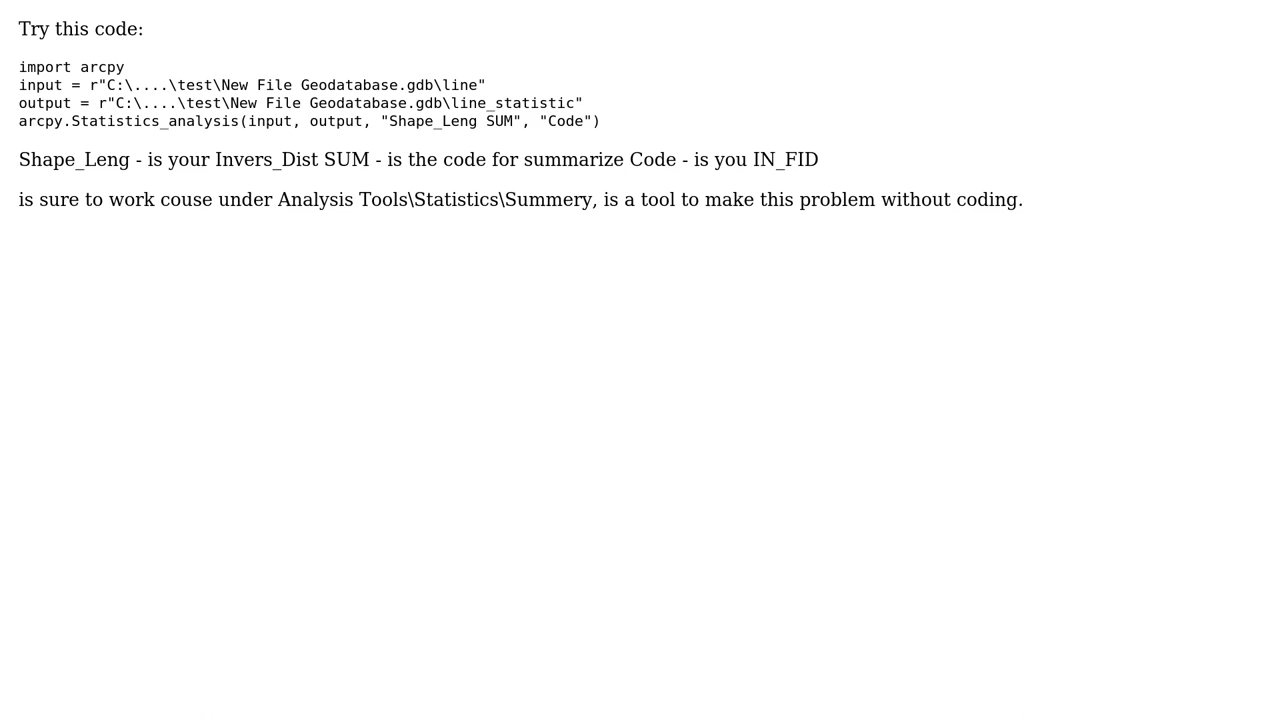 Try this code:
import arcpy
input = r"C:\....\test\New File Geodatabase.gdb\line"
output = r"C:\....\test\New File Geodatabase.gdb\line_statistic"
arcpy.Statistics_analysis(input, output, "Shape_Leng SUM", "Code")
Shape_Leng - is your Invers_Dist SUM - is the code for summarize Code - is you IN_FID
is sure to work couse under Analysis Tools\Statistics\Summery, is a tool to make this problem without coding.